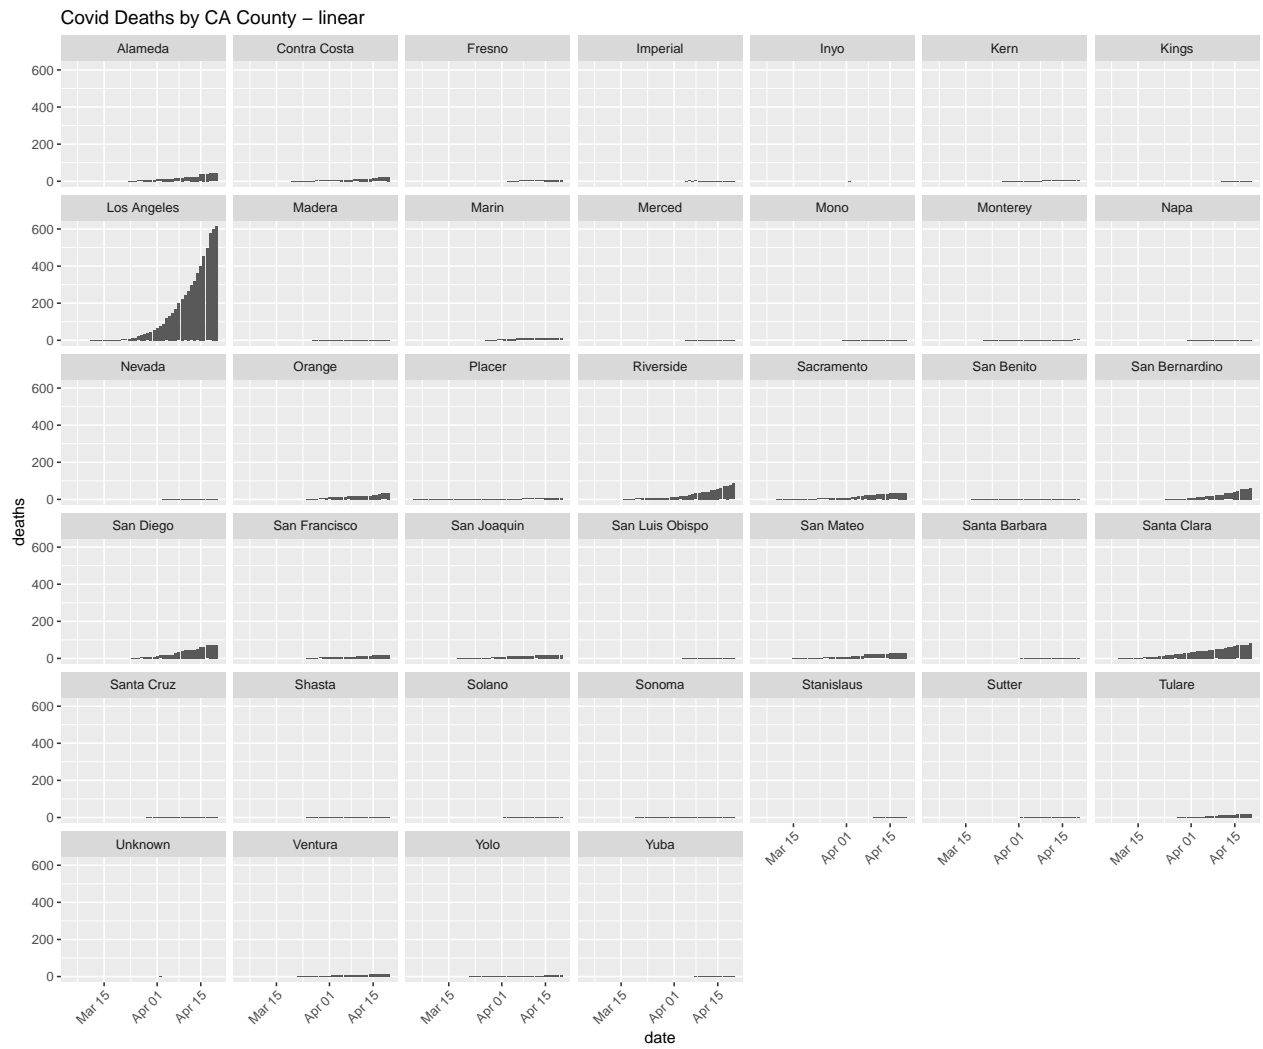 Covid Deaths by CA County – linear
Alameda Contra Costa Fresno Imperial Inyo Kern Kings
600
400
200
0
Los Angeles Madera Marin Merced Mono Monterey Napa
600
400
200
0
Nevada Orange Placer Riverside Sacramento San Benito San Bernardino
600
400
200
0
deaths
San Diego San Francisco San Joaquin San Luis Obispo San Mateo Santa Barbara Santa Clara
600
400
200
0
Santa Cruz Shasta Solano Sonoma Stanislaus Sutter Tulare
600
400
200
0
Mar 15 Apr 01 Apr 15 Mar 15 Apr 01 Apr 15 Mar 15 Apr 01 Apr 15
Unknown Ventura Yolo Yuba
600
400
200
0
Mar 15 Apr 01 Apr 15 Mar 15 Apr 01 Apr 15 Mar 15 Apr 01 Apr 15 Mar 15 Apr 01 Apr 15
date